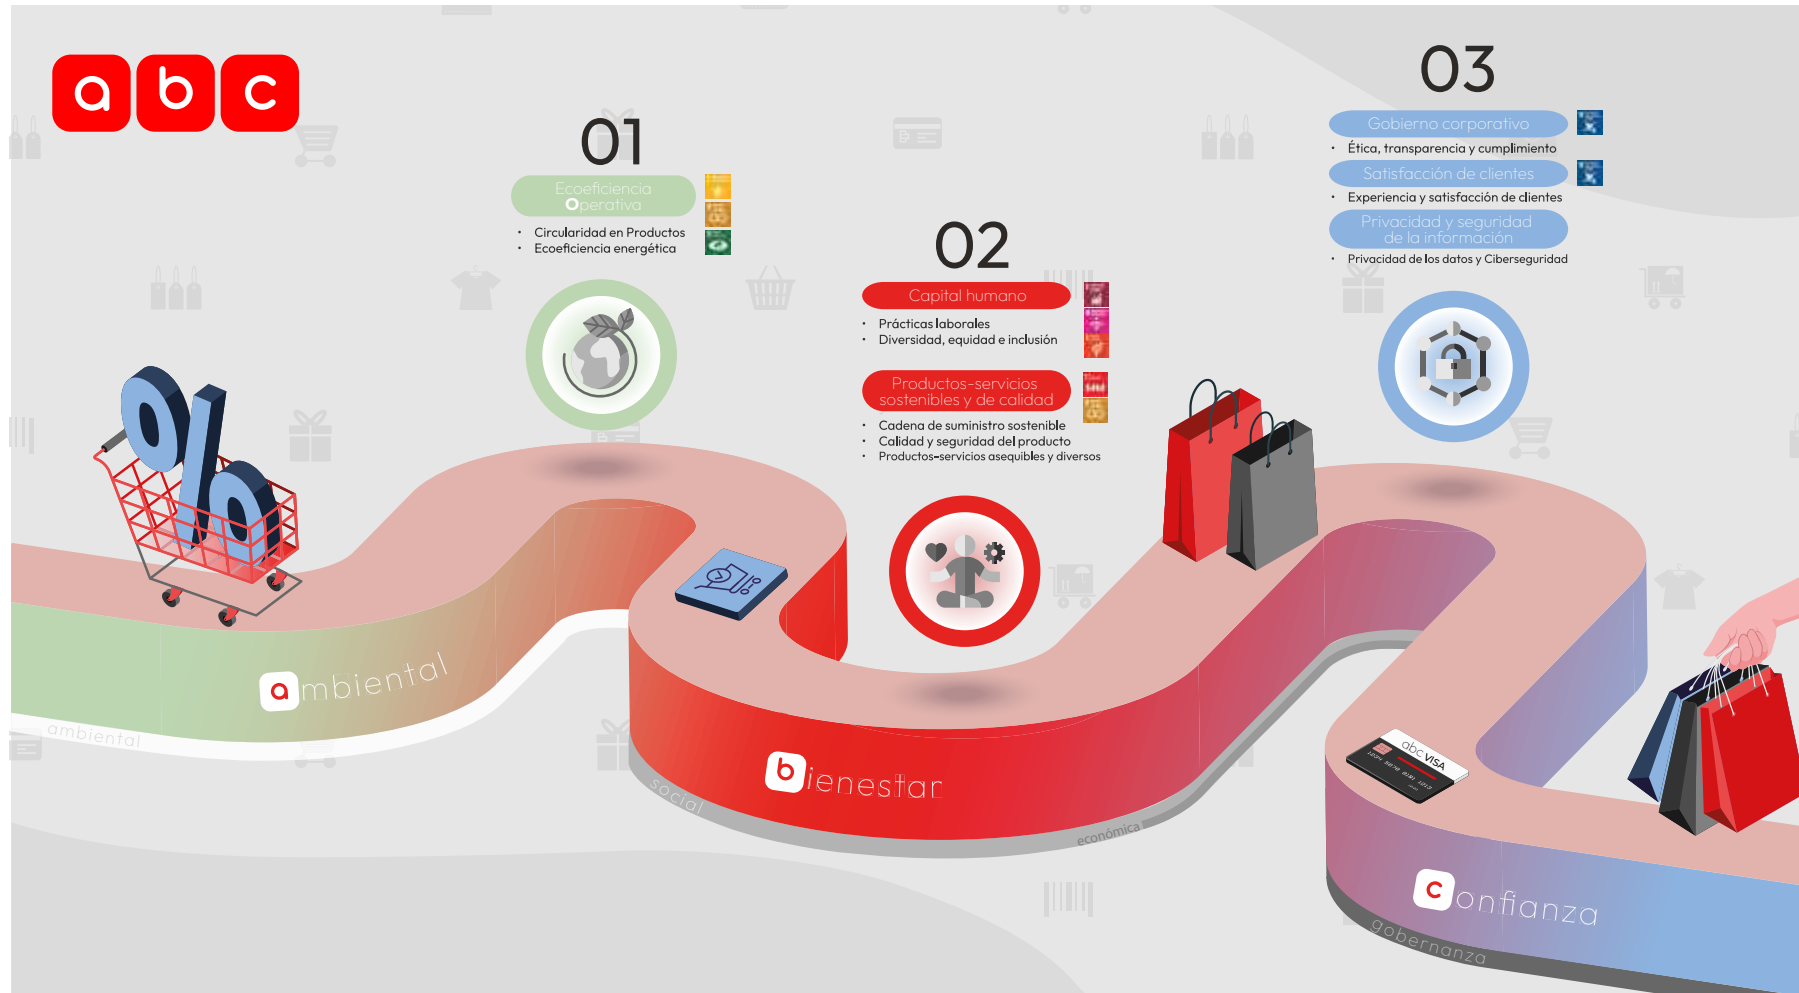 abc
01
Ecoeficiencia
Operativa
• Circularidad en Productos
• Ecoeficiencia energética
02
Capital humano
• Prácticas laborales
• Diversidad, equidad e inclusión
Productos-servicios
sostenibles y de calidad
• Cadena de suministro sostenible
• Calidad y seguridad del producto
• Productos-servicios asequibles y diversos
03
Gobierno corporativo
• Ética, transparencia y cumplimiento
Satisfacción de clientes
• Experiencia y satisfacción de clientes
Privacidad y seguridad
de la información
• Privacidad de los datos y Ciberseguridad
ambiental
ambiental
bienestar
social
económica
abc VISA
confianza
gobernanza